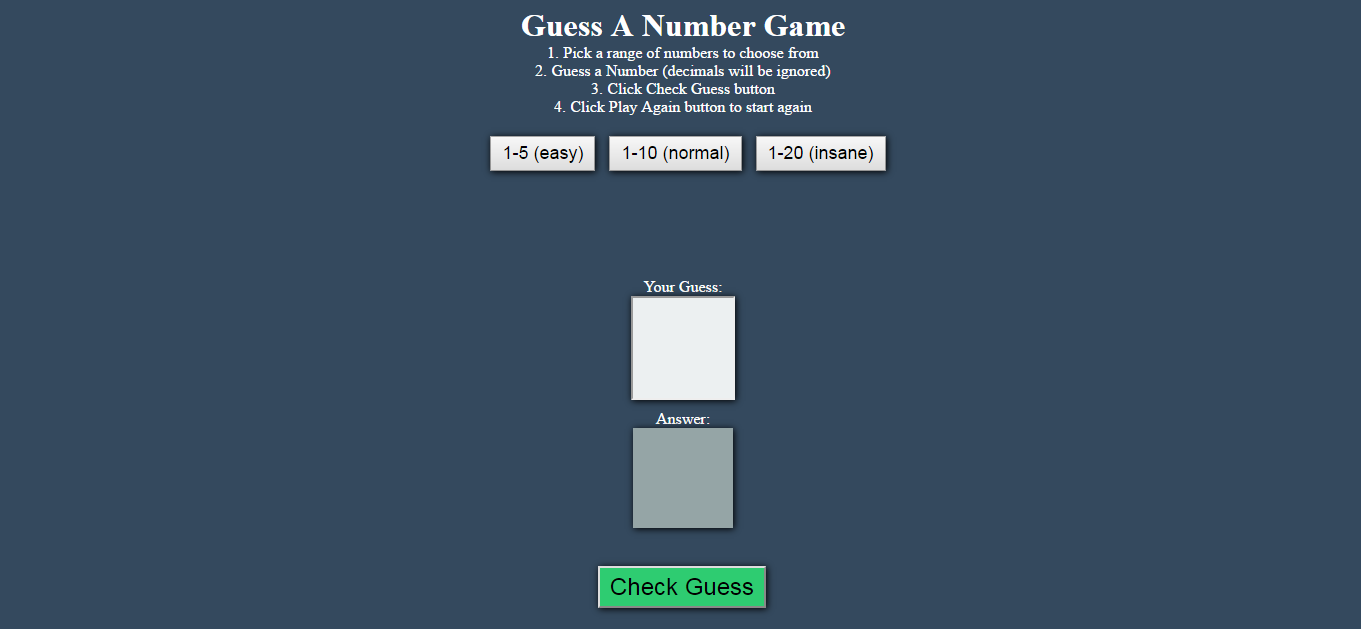 Guess A Number Game
1. Pick a range of numbers to choose from
2. Guess a Number (decimals will be ignored)
3. Click Check Guess button
4. Click Play Again button to start again
1-5 (easy) 1-10 (normal) 1-20 (insane)
Your Guess:
Answer:
Check Guess